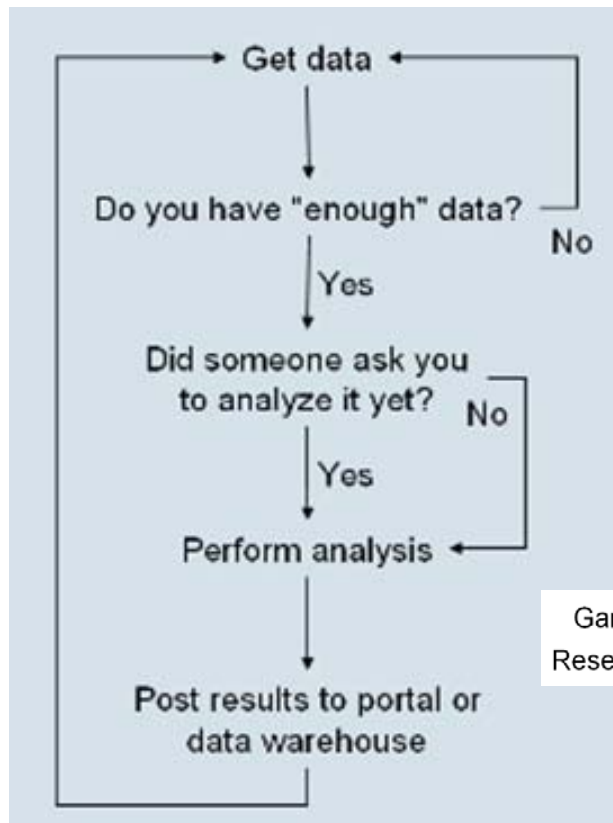 Get data
Do you have "enough" data?
No
Yes
Did someone ask you
to analyze it yet?
No
Yes
Perform analysis
Post results to portal or
data warehouse